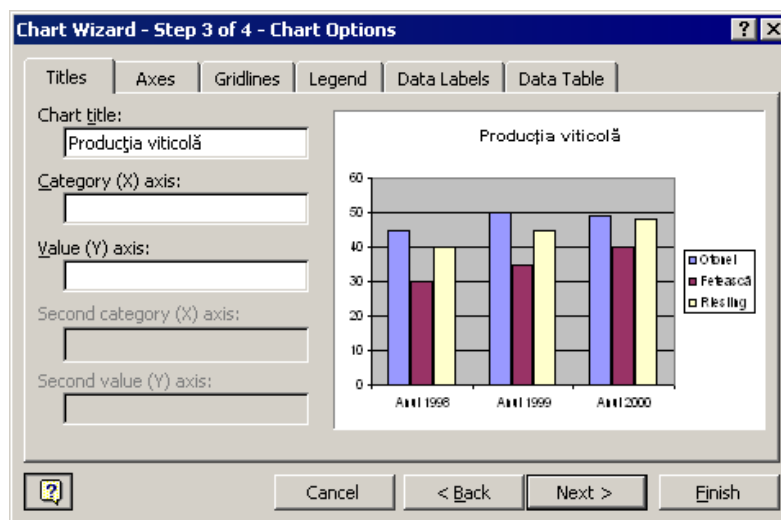 Chart Wizard - Step 3 of 4 - Chart Options
Titles Axes Gridlines Legend Data Labels Data Table
Chart title:
Producţia viticolă
Category (X) axis:
Value (Y) axis:
Second category (X) axis:
Second value (Y) axis:
Producţia viticolă
60
50
40
30
20
10
0
Anul 1998 Anul 1999 Anul 2000
Otonel
Fetească
Riesling
Cancel < Back Next > Finish